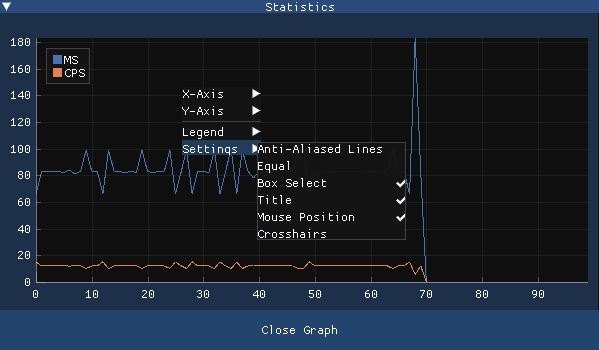 Statistics
180
160
140
120
100
80
60
40
20
0
MS
CPS
X-Axis
Y-Axis
Legend
Settings
Anti-Aliased Lines
Equal
Box Select
Title
Mouse Position
Crosshairs
0 10 20 30 40 50 60 70 80 90
Close Graph